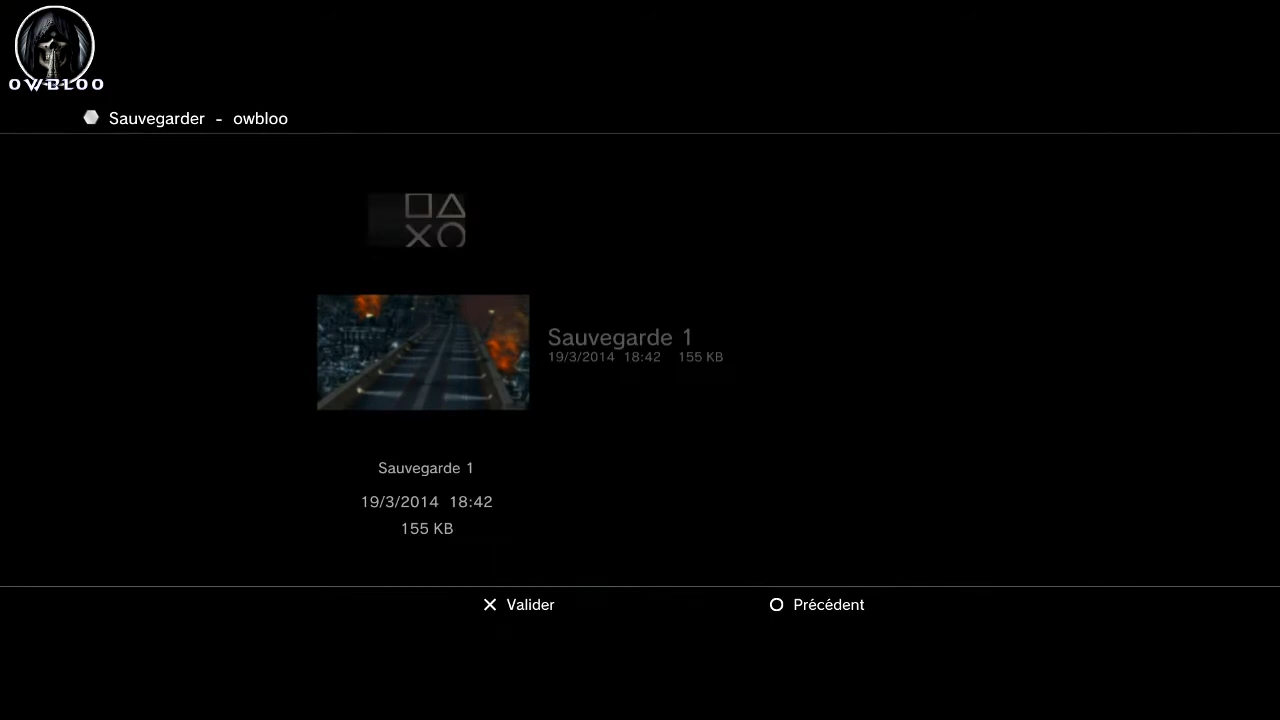 OWBLOO
Sauvegarder - owbloo
Sauvegarde 1
19/3/2014 18:42 155 KB
Sauvegarde 1
19/3/2014 18:42
155 KB
Valider
Précédent